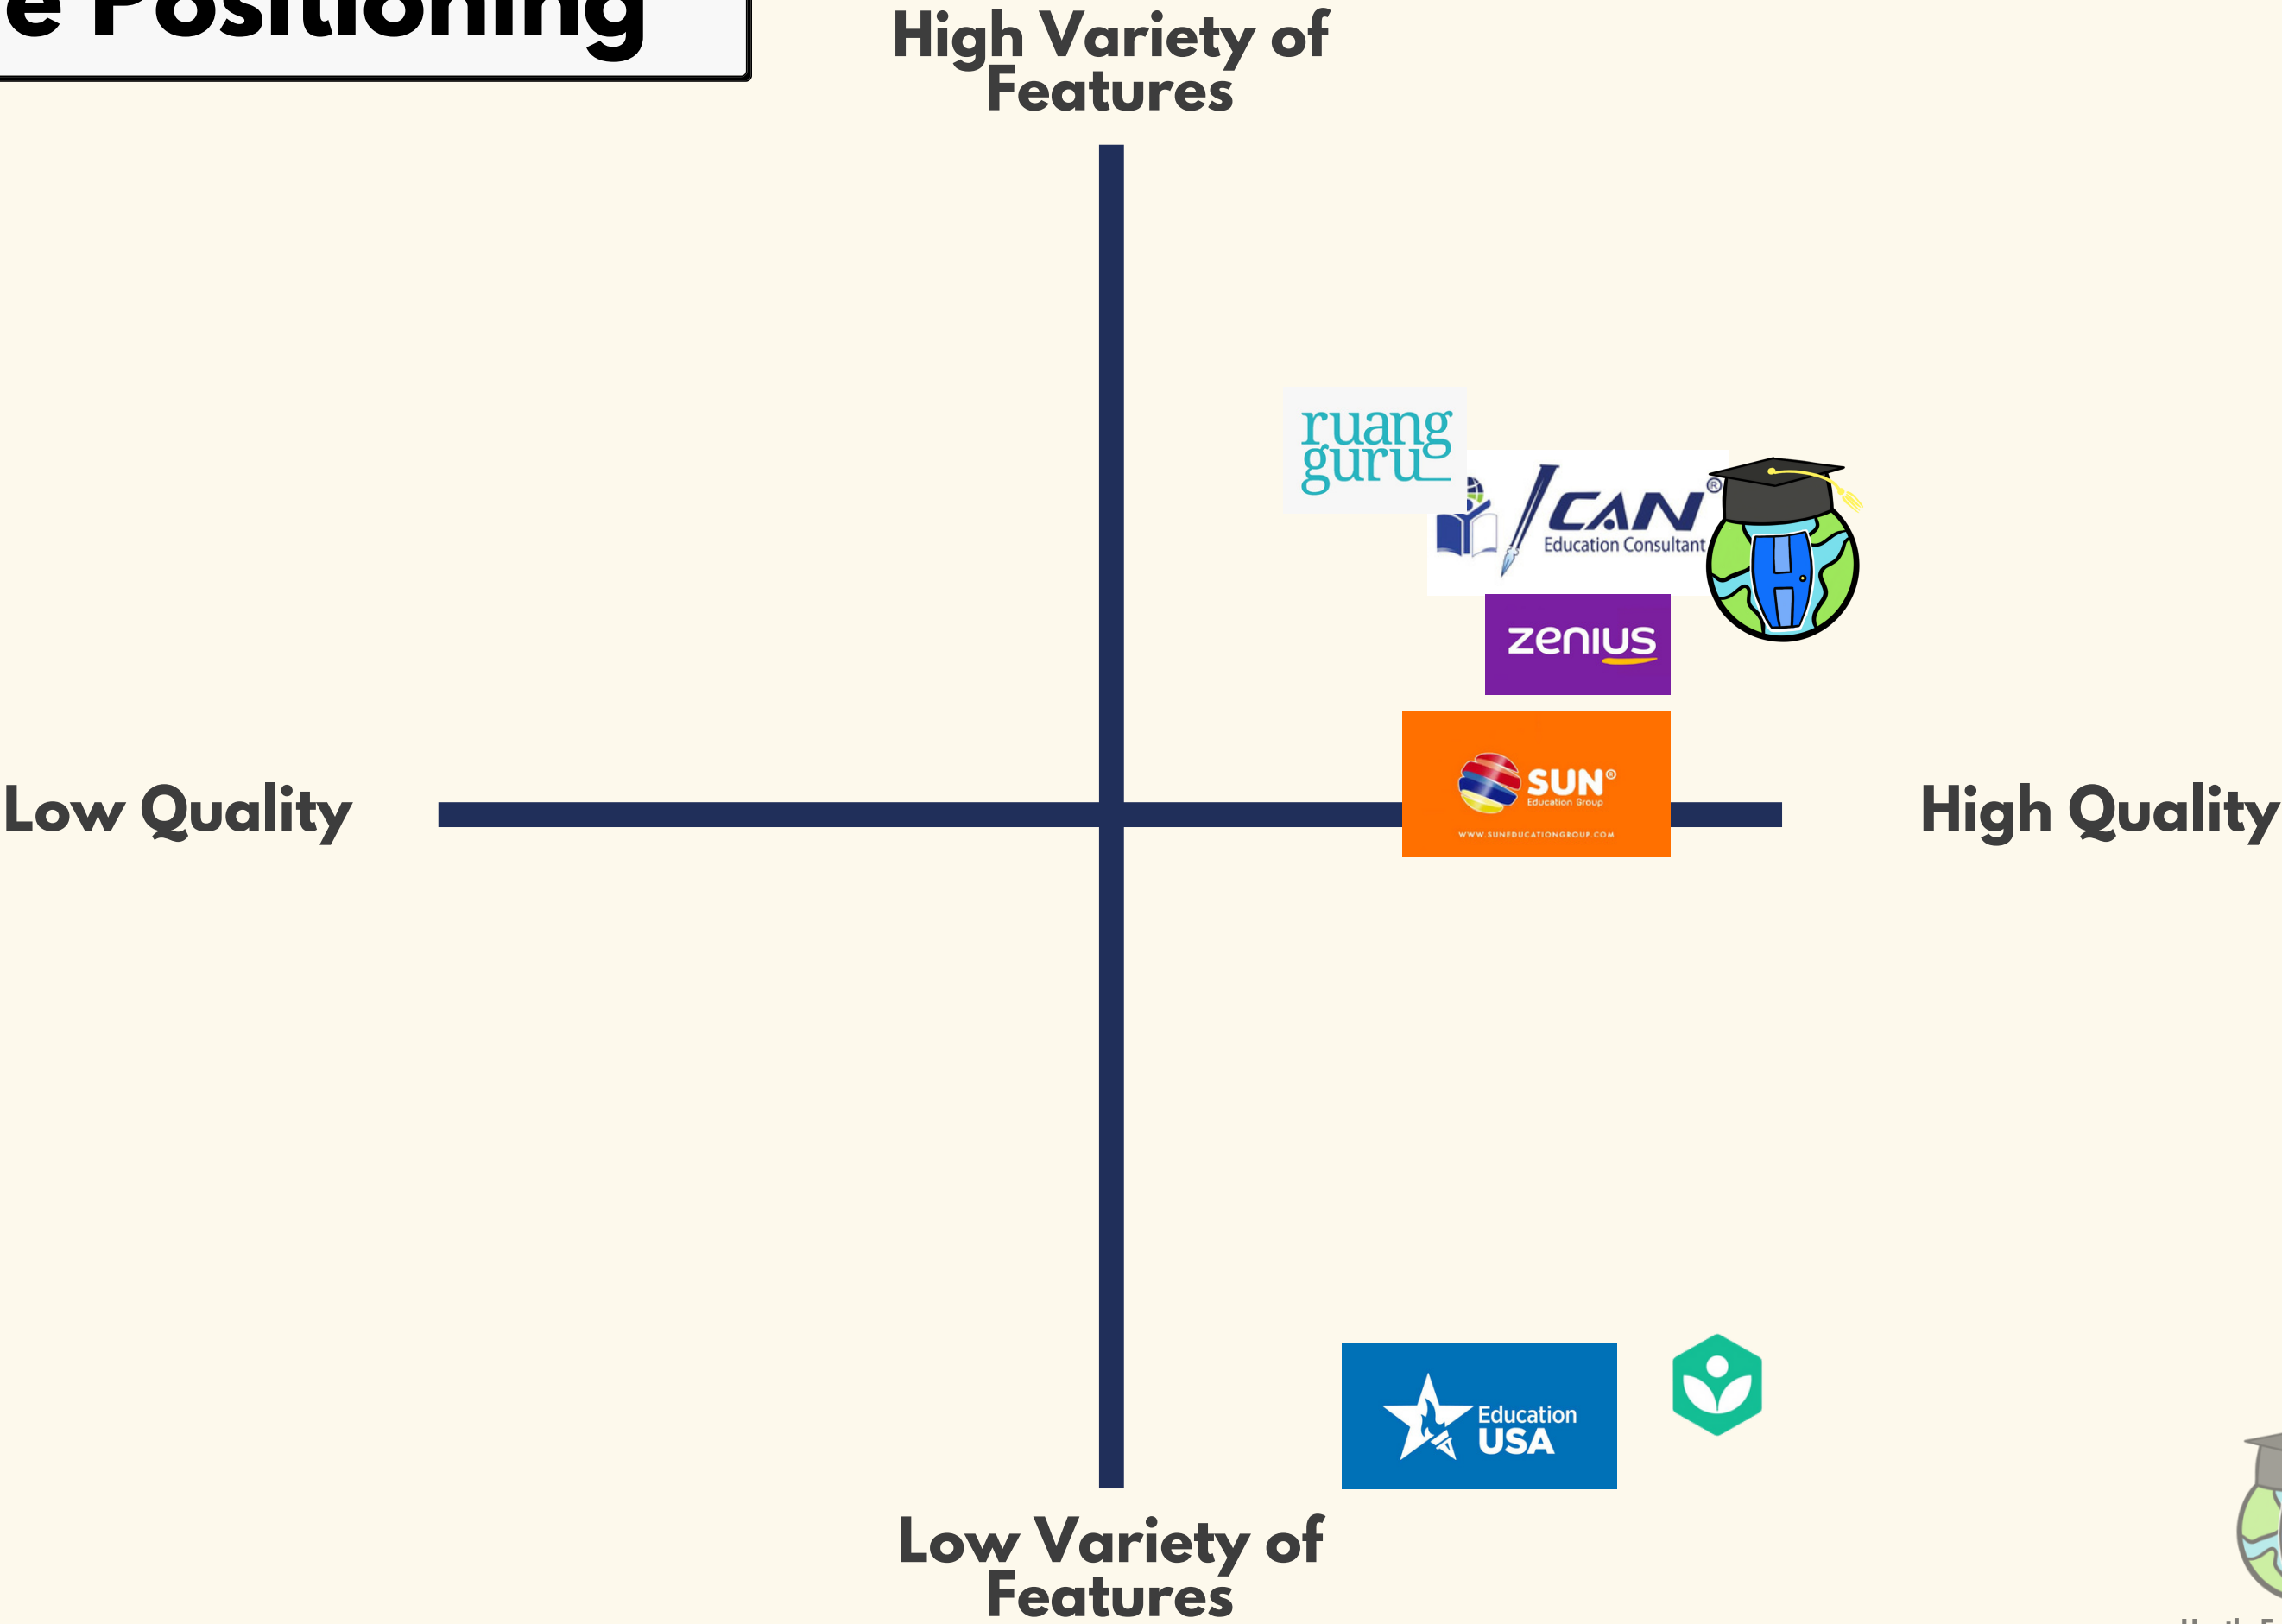 e Positioning
High Variety of
Features
ruang
guru
CAN®
Education Consultant
zenius
SUN®
Education Group
WWW.SUNEDUCATIONGROUP.COM
Low Quality
High Quality
Education
USA
Low Variety of
Features